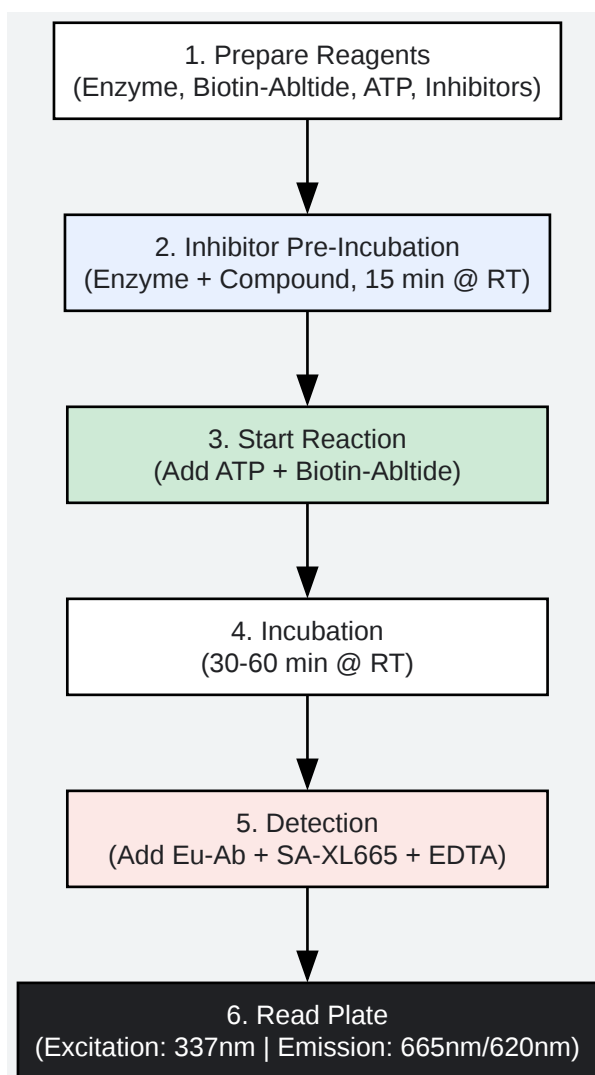 1. Prepare Reagents
(Enzyme, Biotin-Abltide, ATP, Inhibitors)
2. Inhibitor Pre-Incubation
(Enzyme + Compound, 15 min @ RT)
3. Start Reaction
(Add ATP + Biotin-Abltide)
4. Incubation
(30-60 min @ RT)
5. Detection
(Add Eu-Ab + SA-XL665 + EDTA)
6. Read Plate
(Excitation: 337nm | Emission: 665nm/620nm)